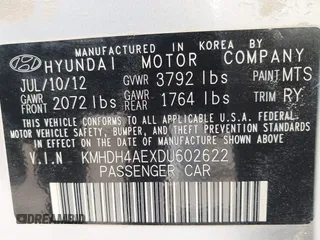 MANUFACTURED IN KOREA BY
HYUNDAI MOTOR COMPANY
JUL/10/12 GVWR 3792 lbs PAINT MTS
GAWR FRONT 2072 lbs GAWR REAR 1764 lbs TRIM RY
THIS VEHICLE CONFORMS TO ALL APPLICABLE U.S. FEDERAL
MOTOR VEHICLE SAFETY, BUMPER, AND THEFT PREVENTION
STANDARDS IN EFFECT ON THE DATE OF MANUFACTURE
SHOWN ABOVE.
V.I.N KMHDH4AEXDU602622
PASSENGER CAR
DREAMBID